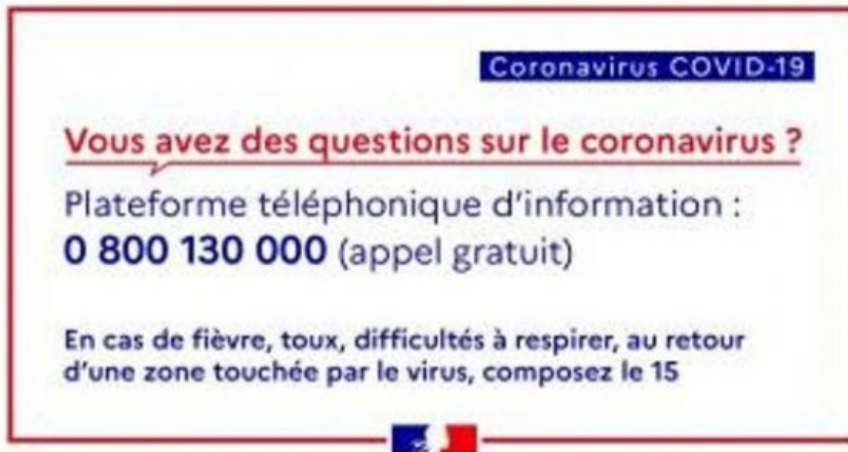 Coronavirus COVID-19
Vous avez des questions sur le coronavirus ?
Plateforme téléphonique d'information :
0 800 130 000 (appel gratuit)
En cas de fièvre, toux, difficultés à respirer, au retour
d'une zone touchée par le virus, composez le 15